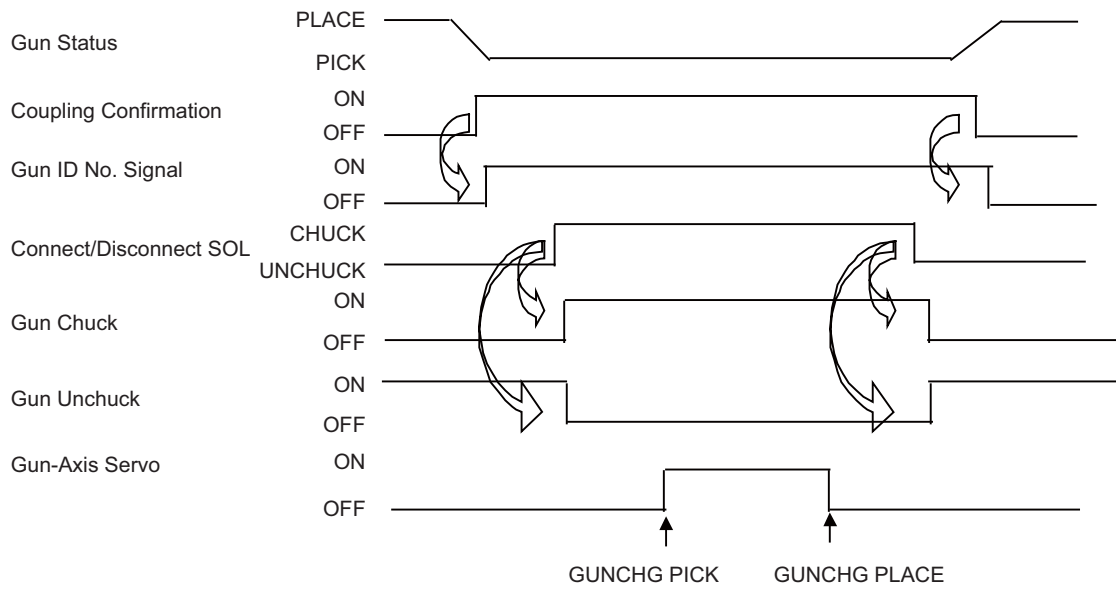 PLACE
Gun Status
PICK
ON
Coupling Confirmation
OFF
Gun ID No. Signal
ON
OFF
CHUCK
Connect/Disconnect SOL
UNCHUCK
ON
Gun Chuck
OFF
ON
Gun Unchuck
OFF
Gun-Axis Servo
ON
OFF
GUNCHG PICK
GUNCHG PLACE